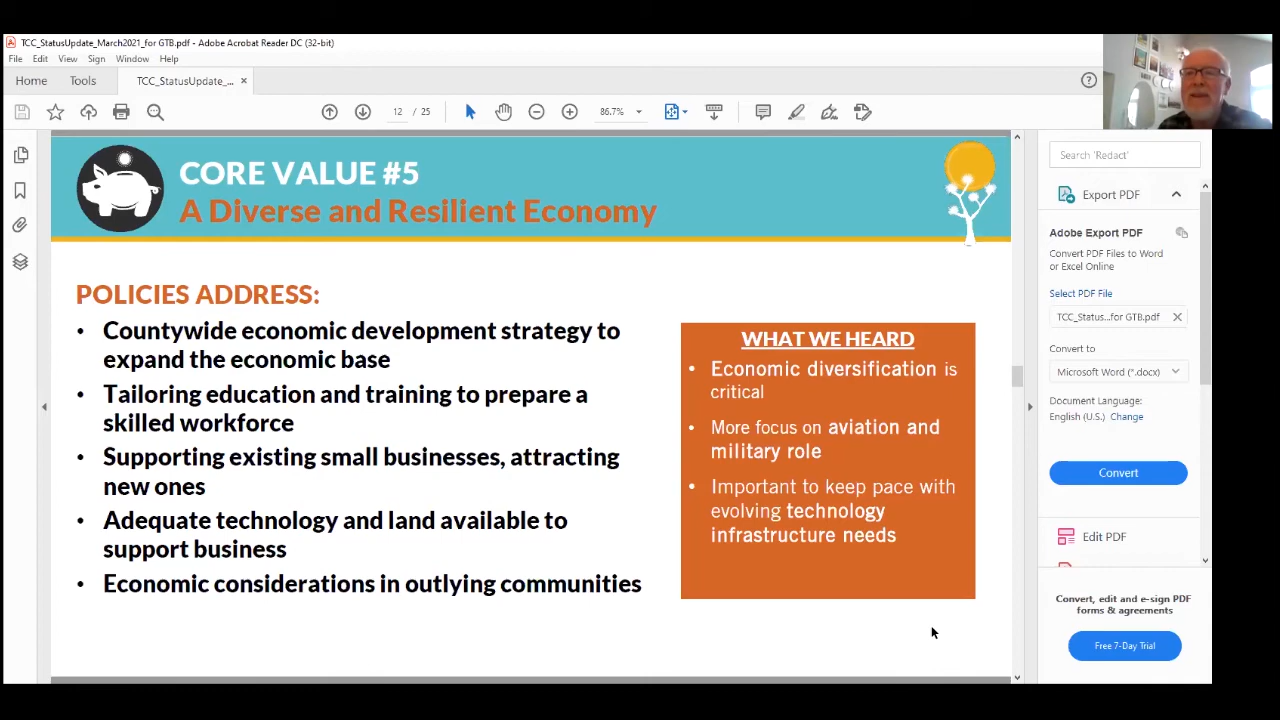 TCC_StatusUpdate_March2021_for GTB.pdf - Adobe Acrobat Reader DC (32-bit)
File Edit View Sign Window Help
Home Tools TCC_StatusUpdate_... ×
12 / 25 86.7%
Search 'Redact'
CORE VALUE #5
A Diverse and Resilient Economy
POLICIES ADDRESS:
• Countywide economic development strategy to
expand the economic base
• Tailoring education and training to prepare a
skilled workforce
• Supporting existing small businesses, attracting
new ones
• Adequate technology and land available to
support business
• Economic considerations in outlying communities
WHAT WE HEARD
• Economic diversification is
critical
• More focus on aviation and
military role
• Important to keep pace with
evolving technology
infrastructure needs
Export PDF
Adobe Export PDF
Convert PDF Files to Word
or Excel Online
Select PDF File
TCC_Status...for GTB.pdf ×
Convert to
Microsoft Word (*.docx)
Document Language:
English (U.S.) Change
Convert
Edit PDF
Convert, edit and e-sign PDF
forms & agreements
Free 7-Day Trial